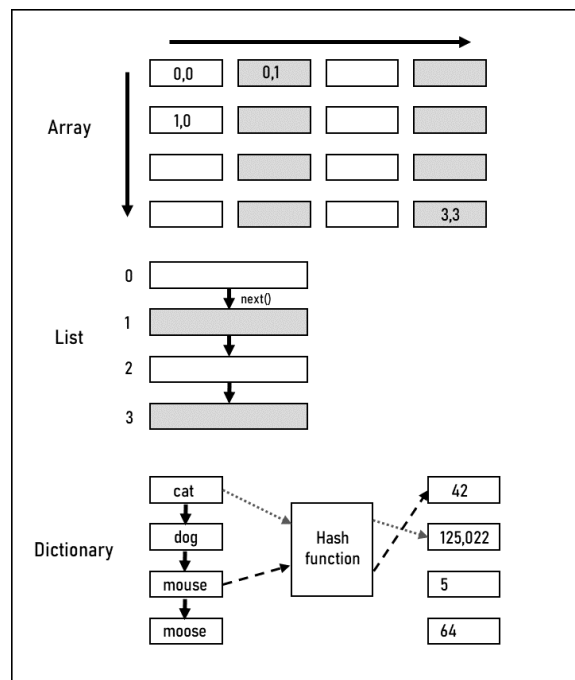 0,0
0,1
Array
1,0
3,3
0
next()
1
List
2
3
cat
42
Dictionary
dog
Hash
function
125,022
mouse
5
moose
64